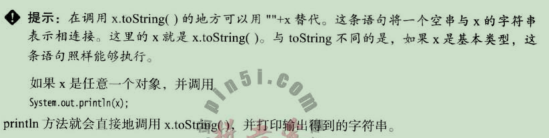 提示：在调用 x.toString( ) 的地方可以用 ""+x 替代。这条语句将一个空串与 x 的字符串
表示相连接。这里的 x 就是 x.toString( )。与 toString 不同的是，如果 x 是基本类型，这
条语句照样能够执行。
如果 x 是任意一个对象，并调用
System.out.println(x);
println 方法就会直接地调用 x.toString( )，并打印输出得到的字符串。